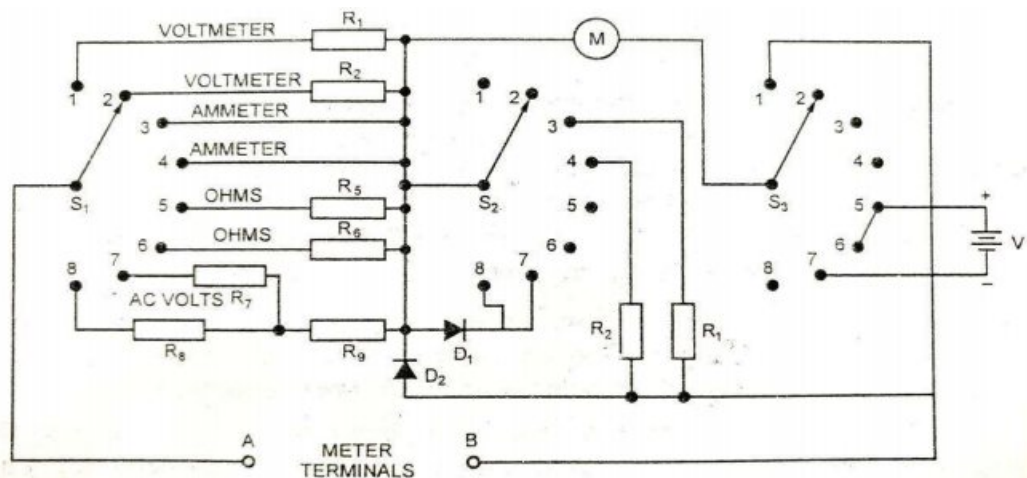 VOLTMETER R1
M
VOLTMETER R2
1 2
AMMETER
3
AMMETER
4
S1
OHMS R5
5
OHMS R6
6
7
8
R7
AC VOLTS
R8
R9
1 2
3
4
S2
5
6
7
8
D1
D2
R2
R1
1 2
3
4
S3
5
6
7
8
+
V
−
A
METER
TERMINALS
B